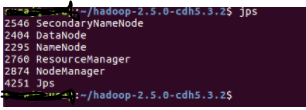 :~/hadoop-2.5.0-cdh5.3.2$ jps
2546 SecondaryNameNode
2404 DataNode
2295 NameNode
2760 ResourceManager
2874 NodeManager
4251 Jps
:~/hadoop-2.5.0-cdh5.3.2$